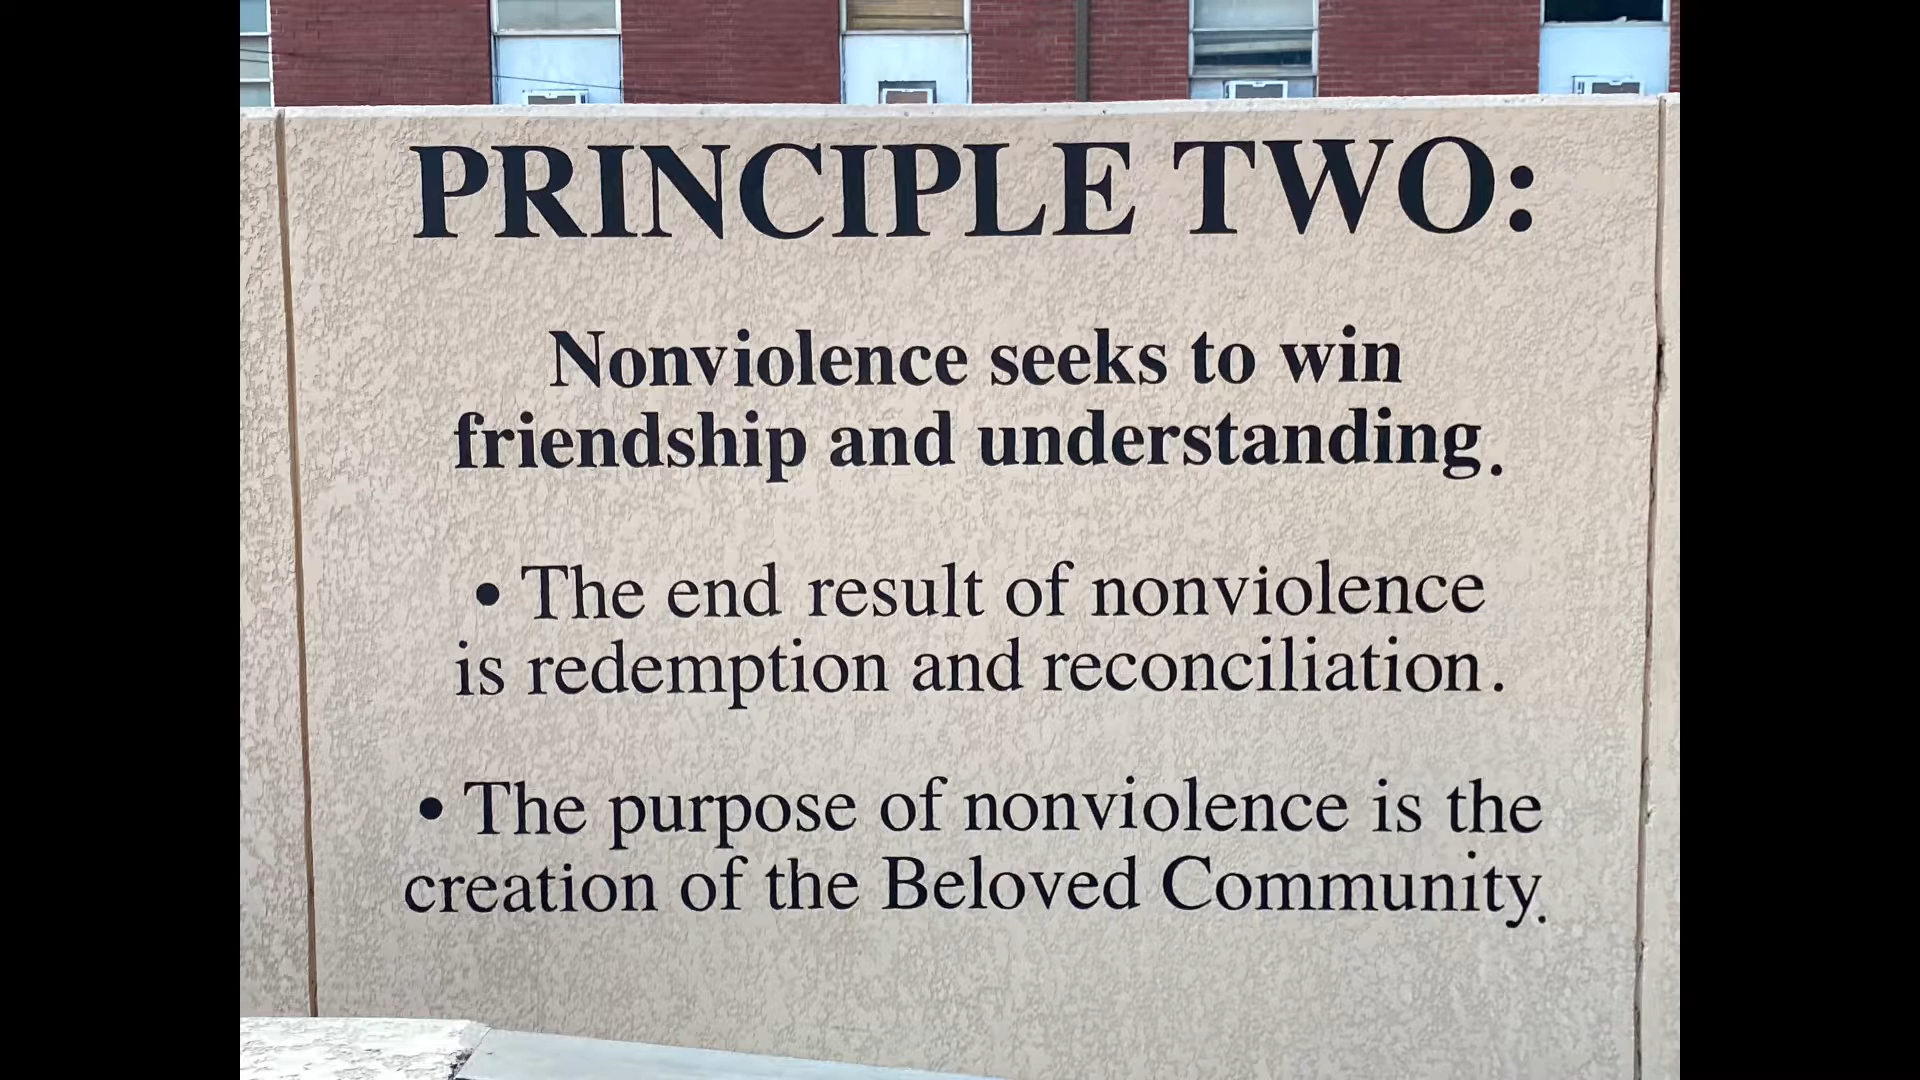 PRINCIPLE TWO:
Nonviolence seeks to win
friendship and understanding.
• The end result of nonviolence
is redemption and reconciliation.
• The purpose of nonviolence is the
creation of the Beloved Community.